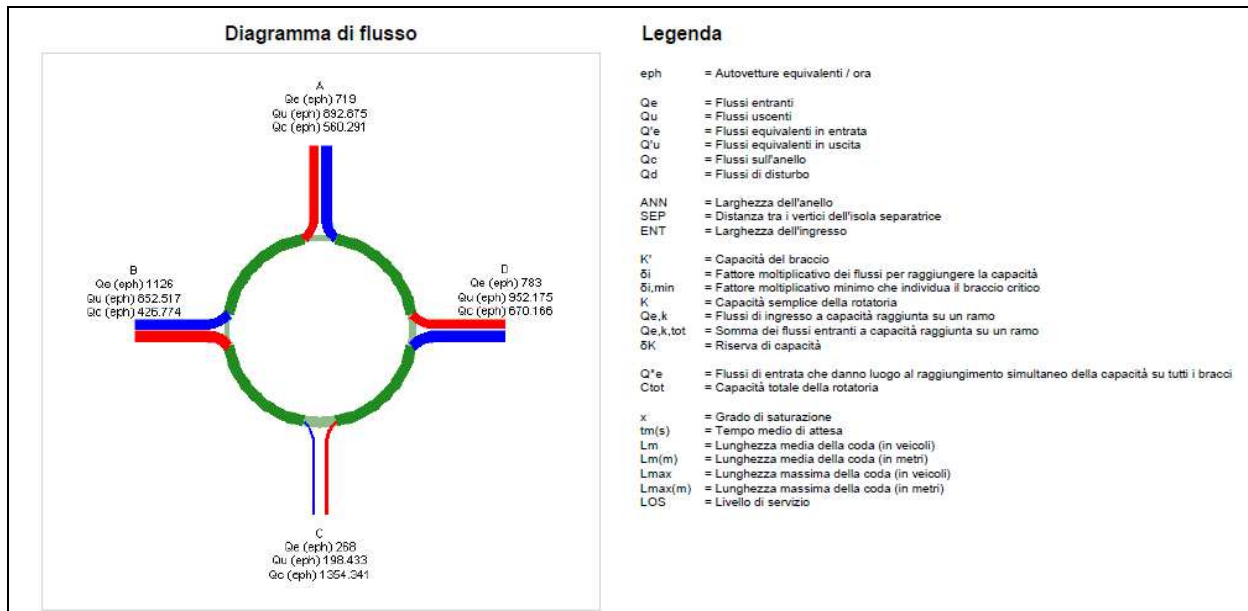 Diagramma di flusso
A
Qe (eph) 719
Qu (eph) 892.875
Qc (eph) 560.291
B
Qe (eph) 1126
Qu (eph) 852.517
Qc (eph) 426.774
D
Qe (eph) 783
Qu (eph) 952.175
Qc (eph) 670.166
C
Qe (eph) 268
Qu (eph) 198.433
Qc (eph) 1354.341
Legenda
eph = Autovetture equivalenti / ora
Qe = Flussi entranti
Qu = Flussi uscenti
Q'e = Flussi equivalenti in entrata
Q'u = Flussi equivalenti in uscita
Qc = Flussi sull'anello
Qd = Flussi di disturbo
ANN = Larghezza dell'anello
SEP = Distanza tra i vertici dell'isola separatrice
ENT = Larghezza dell'ingresso
K' = Capacità del braccio
δi = Fattore moltiplicativo dei flussi per raggiungere la capacità
δi,min = Fattore moltiplicativo minimo che individua il braccio critico
K = Capacità semplice della rotatoria
Qe,k = Flussi di ingresso a capacità raggiunta su un ramo
Qe,k,tot = Somma dei flussi entranti a capacità raggiunta su un ramo
δK = Riserva di capacità
Q"e = Flussi di entrata che danno luogo al raggiungimento simultaneo della capacità su tutti i bracci
Ctot = Capacità totale della rotatoria
x = Grado di saturazione
tm(s) = Tempo medio di attesa
Lm = Lunghezza media della coda (in veicoli)
Lm(m) = Lunghezza media della coda (in metri)
Lmax = Lunghezza massima della coda (in veicoli)
Lmax(m) = Lunghezza massima della coda (in metri)
LOS = Livello di servizio